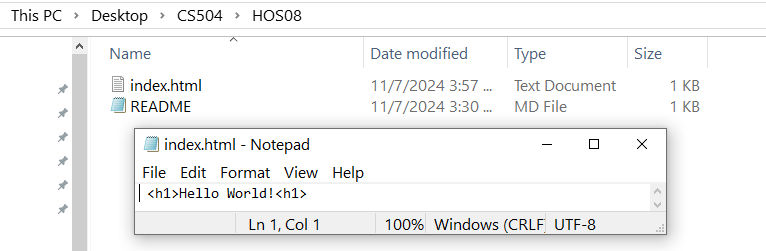 This PC > Desktop > CS504 > HOS08
Name Date modified Type Size
index.html 11/7/2024 3:57 ... Text Document 1 KB
README 11/7/2024 3:30 ... MD File 1 KB
index.html - Notepad
File Edit Format View Help
<h1>Hello World!<h1>
Ln 1, Col 1 100% Windows (CRLF) UTF-8